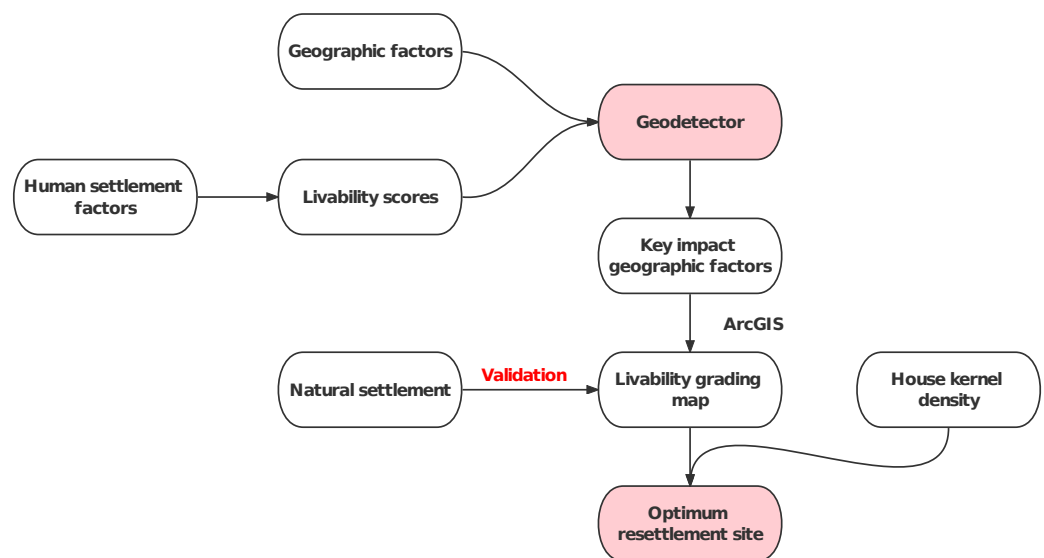 Geographic factors
Geodetector
Human settlement
factors
Livability scores
Key impact
geographic factors
ArcGIS
Natural settlement
Validation
Livability grading
map
House kernel
density
Optimum
resettlement site